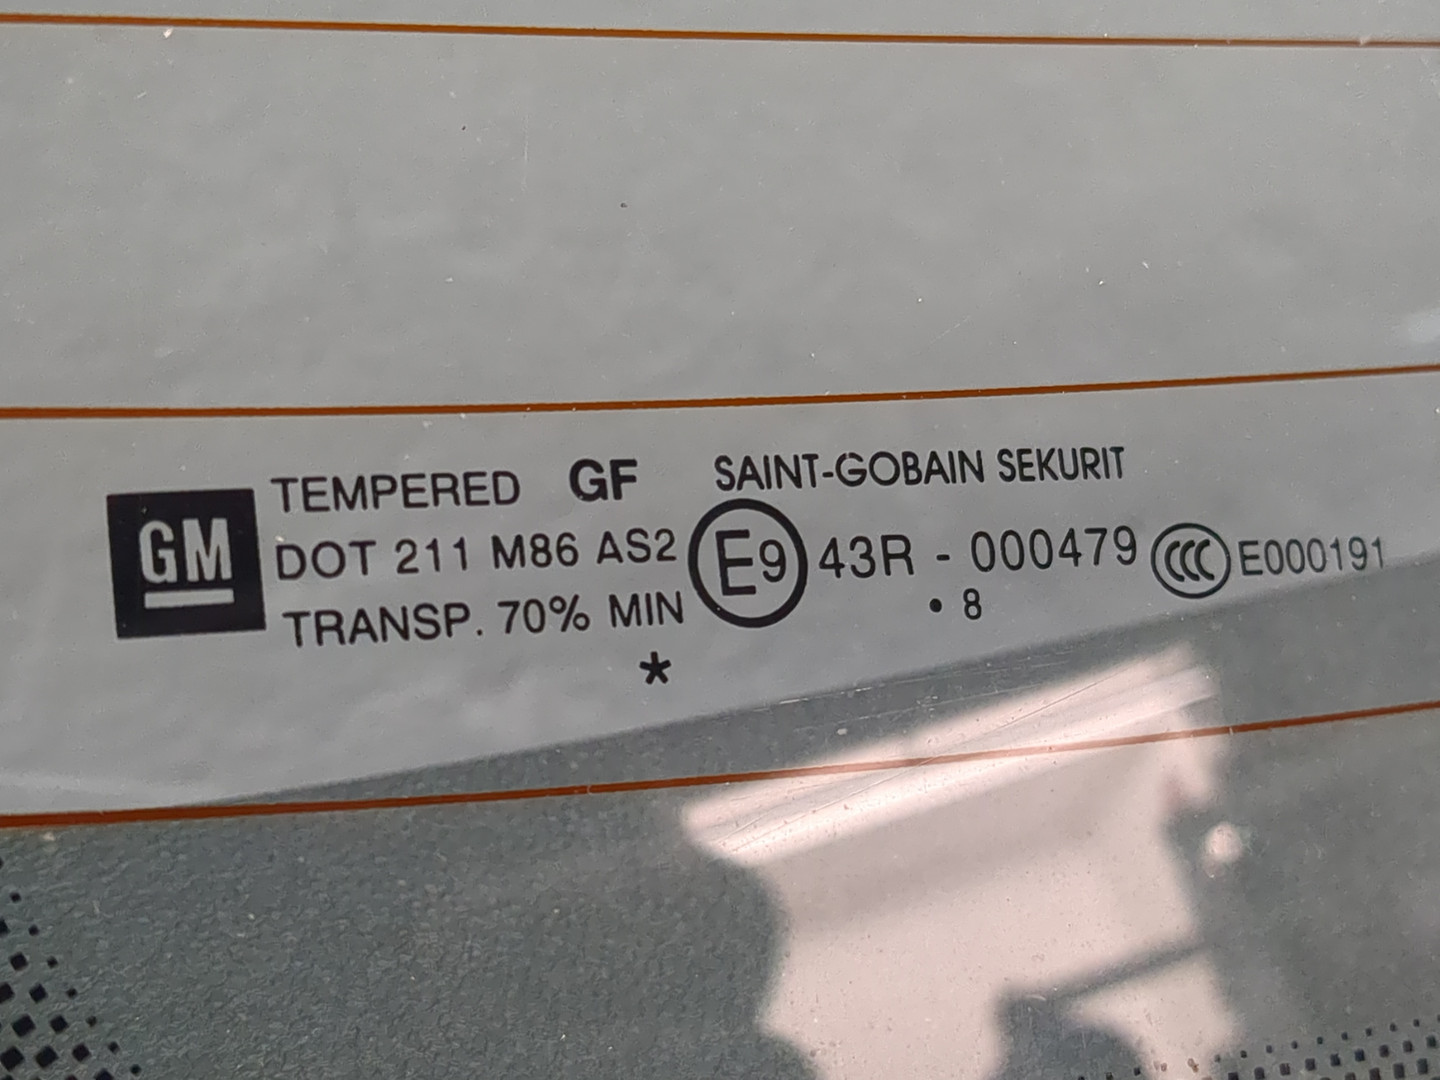 GM
TEMPERED GF SAINT-GOBAIN SEKURIT
DOT 211 M86 AS2 E9 43R - 000479 CCC E000191
TRANSP. 70% MIN • 8
*